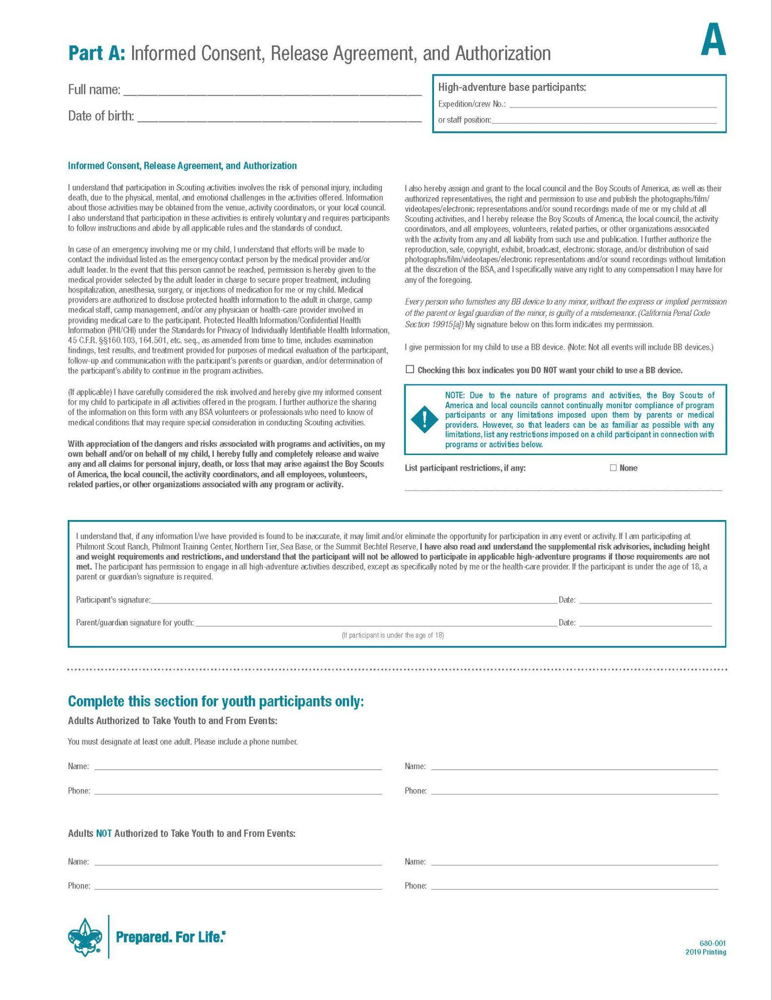 A
Part A: Informed Consent, Release Agreement, and Authorization
Full name:
Date of birth:
High-adventure base participants:
Expedition/crew No.:
or staff position:
Informed Consent, Release Agreement, and Authorization
I understand that participation in Scouting activities involves the risk of personal injury, including
death, due to the physical, mental, and emotional challenges in the activities offered. Information
about those activities may be obtained from the venue, activity coordinators, or your local council.
I also understand that participation in these activities is entirely voluntary and requires participants
to follow instructions and abide by all applicable rules and the standards of conduct.
In case of an emergency involving me or my child, I understand that efforts will be made to
contact the individual listed as the emergency contact person by the medical provider and/or
adult leader. In the event that this person cannot be reached, permission is hereby given to the
medical provider selected by the adult leader in charge to secure proper treatment, including
hospitalization, anesthesia, surgery, or injections of medication for me or my child. Medical
providers are authorized to disclose protected health information to the adult in charge, camp
medical staff, camp management, and/or any physician or health-care provider involved in
providing medical care to the participant. Protected Health Information/Confidential Health
Information (PHI/CHI) under the Standards for Privacy of Individually Identifiable Health Information,
45 C.F.R. §§160.103, 164.501, etc. seq., as amended from time to time, includes examination
findings, test results, and treatment provided for purposes of medical evaluation of the participant,
follow-up and communication with the participant's parents or guardian, and/or determination of
the participant's ability to continue in the program activities.
(If applicable) I have carefully considered the risk involved and hereby give my informed consent
for my child to participate in all activities offered in the program. I further authorize the sharing
of the information on this form with any BSA volunteers or professionals who need to know of
medical conditions that may require special consideration in conducting Scouting activities.
With appreciation of the dangers and risks associated with programs and activities, on my
own behalf and/or on behalf of my child, I hereby fully and completely release and waive
any and all claims for personal injury, death, or loss that may arise against the Boy Scouts
of America, the local council, the activity coordinators, and all employees, volunteers,
related parties, or other organizations associated with any program or activity.
I also hereby assign and grant to the local council and the Boy Scouts of America, as well as their
authorized representatives, the right and permission to use and publish the photographs/film/
videotapes/electronic representations and/or sound recordings made of me or my child at all
Scouting activities, and I hereby release the Boy Scouts of America, the local council, the activity
coordinators, and all employees, volunteers, related parties, or other organizations associated
with the activity from any and all liability from such use and publication. I further authorize the
reproduction, sale, copyright, exhibit, broadcast, electronic storage, and/or distribution of said
photographs/film/videotapes/electronic representations and/or sound recordings without limitation
at the discretion of the BSA, and I specifically waive any right to any compensation I may have for
any of the foregoing.
Every person who furnishes any BB device to any minor, without the express or implied permission
of the parent or legal guardian of the minor, is guilty of a misdemeanor. (California Penal Code
Section 19915[a]) My signature below on this form indicates my permission.
I give permission for my child to use a BB device. (Note: Not all events will include BB devices.)
☐ Checking this box indicates you DO NOT want your child to use a BB device.
NOTE: Due to the nature of programs and activities, the Boy Scouts of
America and local councils cannot continually monitor compliance of program
participants or any limitations imposed upon them by parents or medical
providers. However, so that leaders can be as familiar as possible with any
limitations, list any restrictions imposed on a child participant in connection with
programs or activities below.
List participant restrictions, if any: ☐ None
I understand that, if any information I/we have provided is found to be inaccurate, it may limit and/or eliminate the opportunity for participation in any event or activity. If I am participating at
Philmont Scout Ranch, Philmont Training Center, Northern Tier, Sea Base, or the Summit Bechtel Reserve, I have also read and understand the supplemental risk advisories, including height
and weight requirements and restrictions, and understand that the participant will not be allowed to participate in applicable high-adventure programs if those requirements are not
met. The participant has permission to engage in all high-adventure activities described, except as specifically noted by me or the health-care provider. If the participant is under the age of 18, a
parent or guardian's signature is required.
Participant's signature: Date:
Parent/guardian signature for youth: Date:
(If participant is under the age of 18)
Complete this section for youth participants only:
Adults Authorized to Take Youth to and From Events:
You must designate at least one adult. Please include a phone number.
Name: Name:
Phone: Phone:
Adults NOT Authorized to Take Youth to and From Events:
Name: Name:
Phone: Phone:
Prepared. For Life.®
680-001
2019 Printing